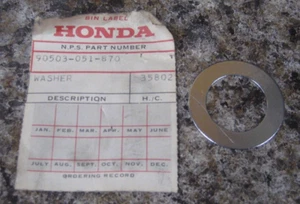 BIN LABEL
HONDA
N.P.S. PART NUMBER
90503-051-670
WASHER 35802
DESCRIPTION H./C.
JAN. FEB. MAR. APR. MAY JUNE
JULY AUG. SEPT. OCT. NOV. DEC.
ORDERING RECORD